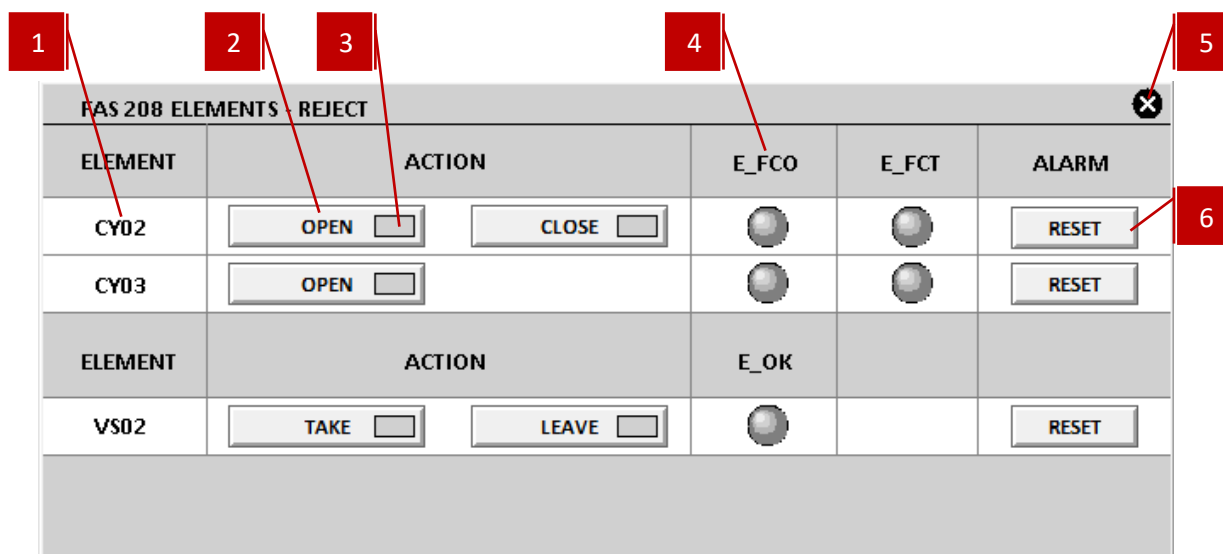 1 2 3 4 5
FAS 208 ELEMENTS - REJECT
ELEMENT ACTION E_FCO E_FCT ALARM
CY02 OPEN CLOSE RESET 6
CY03 OPEN RESET
ELEMENT ACTION E_OK
VS02 TAKE LEAVE RESET